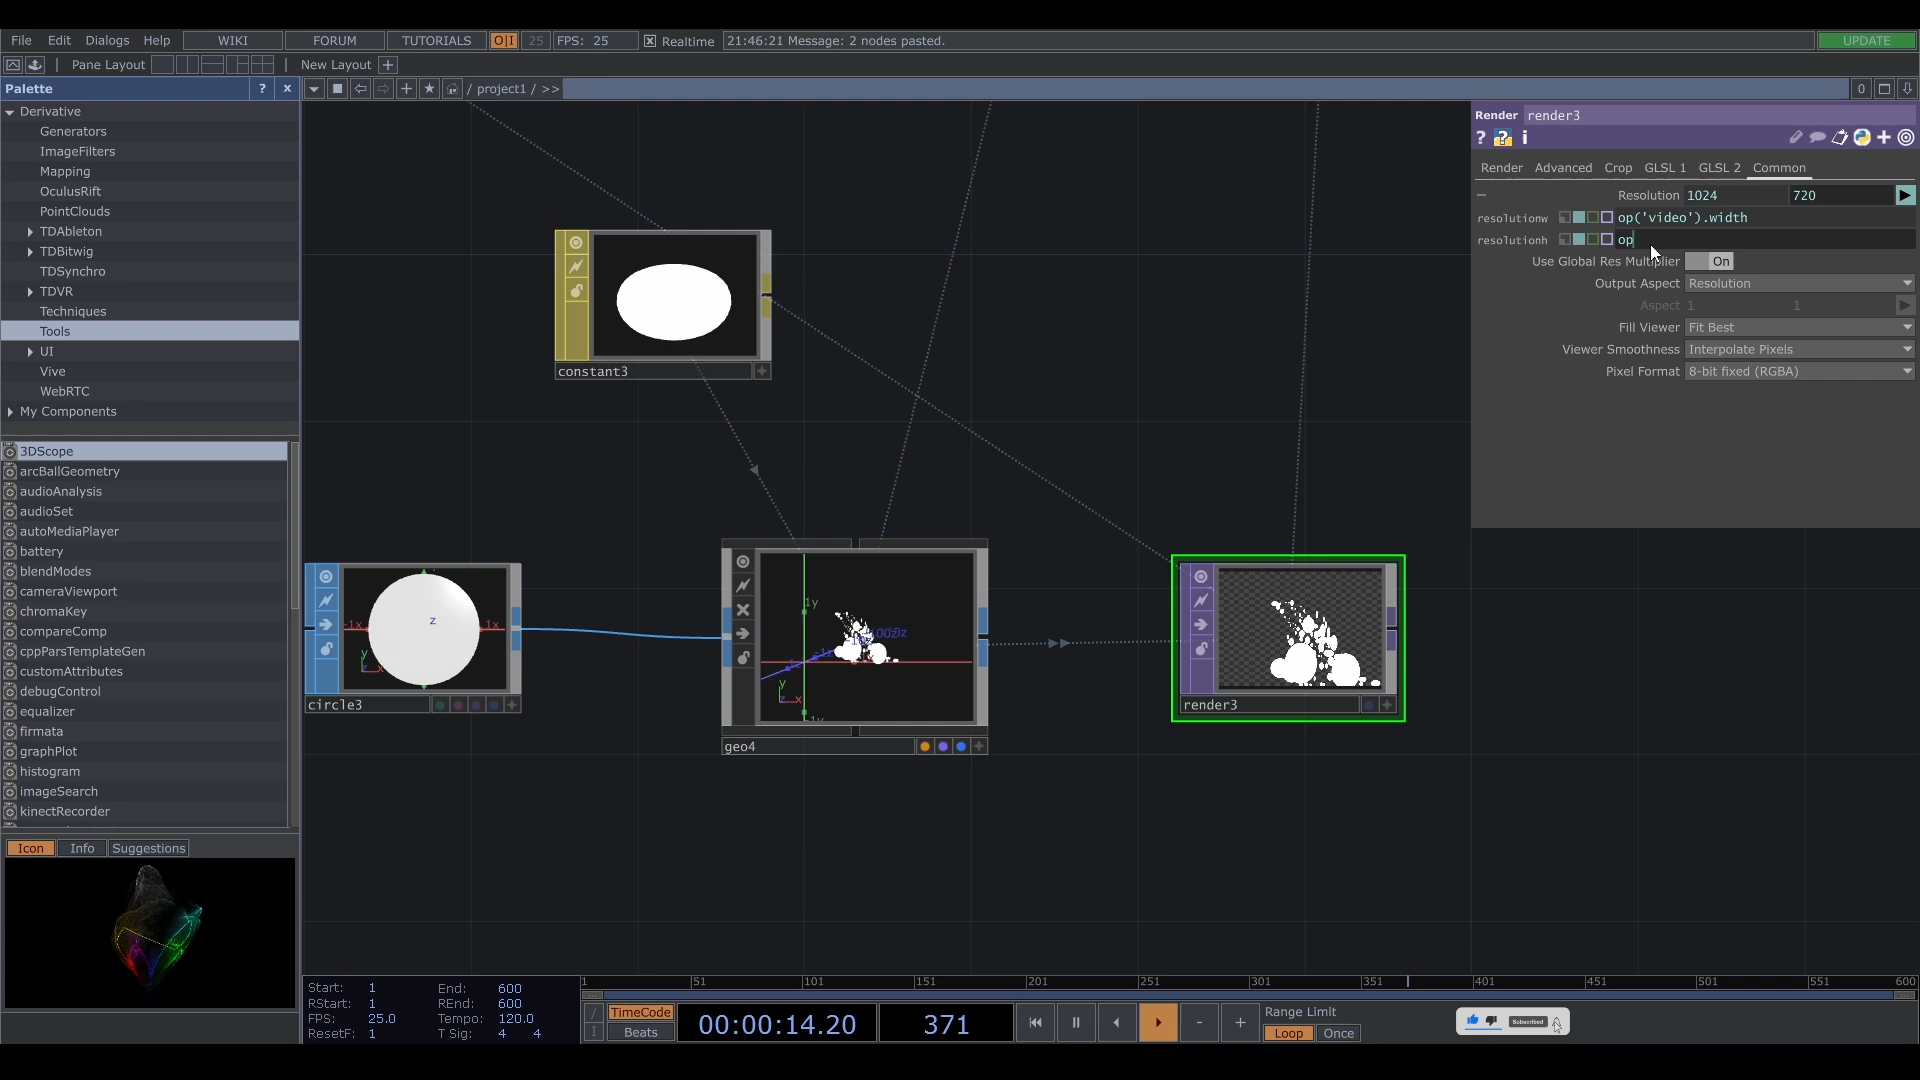 File Edit Dialogs Help WIKI FORUM TUTORIALS O|I 25 FPS: 25 Realtime 21:46:21 Message: 2 nodes pasted. UPDATE
Pane Layout New Layout +
Palette ? x / project1 / >> 0
Derivative
Generators
ImageFilters
Mapping
OculusRift
PointClouds
TDAbleton
TDBitwig
TDSynchro
TDVR
Techniques
Tools
UI
Vive
WebRTC
My Components
3DScope
arcBallGeometry
audioAnalysis
audioSet
autoMediaPlayer
battery
blendModes
cameraViewport
chromaKey
compareComp
cppParsTemplateGen
customAttributes
debugControl
equalizer
firmata
graphPlot
histogram
imageSearch
kinectRecorder
Icon Info Suggestions
constant3
-1x z 1x
y
z x
circle3
1y
y
z x
-1y
geo4
render3
Render render3
? ? i
Render Advanced Crop GLSL 1 GLSL 2 Common
Resolution 1024 720
resolutionw op('video').width
resolutionh op
Use Global Res Multiplier On
Output Aspect Resolution
Aspect 1 1
Fill Viewer Fit Best
Viewer Smoothness Interpolate Pixels
Pixel Format 8-bit fixed (RGBA)
1 51 101 151 201 251 301 351 401 451 501 551 600
Start: 1 End: 600
RStart: 1 REnd: 600
FPS: 25.0 Tempo: 120.0
ResetF: 1 T Sig: 4 4
/ TimeCode
I Beats
00:00:14.20 371
- +
Range Limit
Loop Once
Subscribed